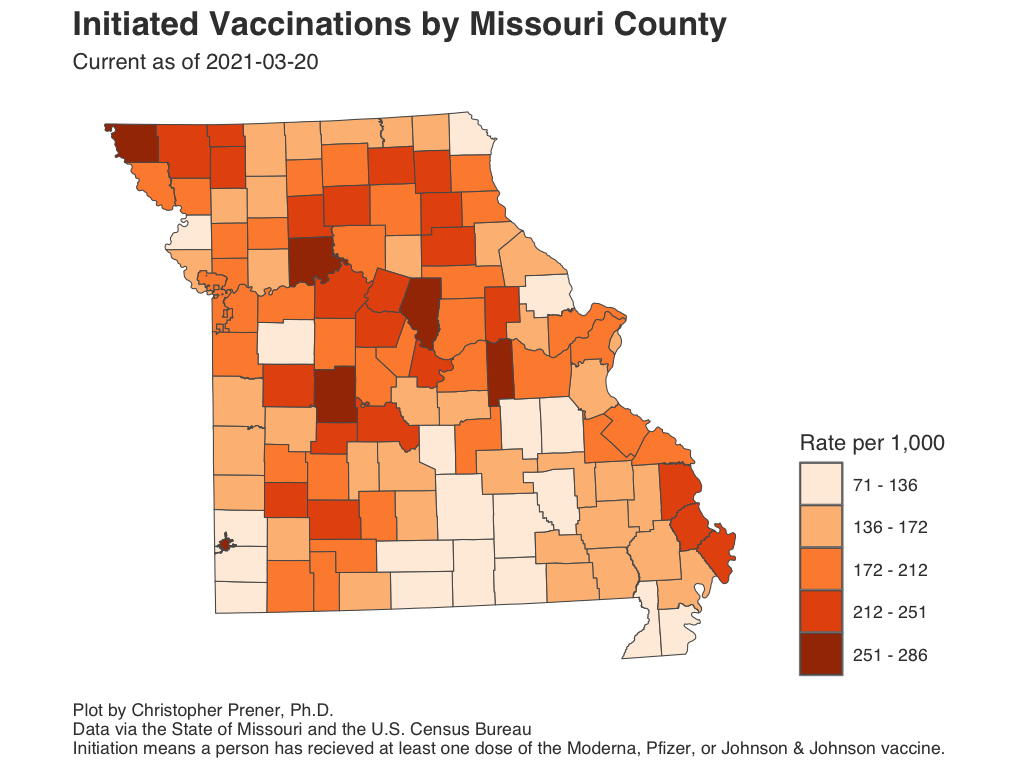 Initiated Vaccinations by Missouri County
Current as of 2021-03-20
Rate per 1,000
71 - 136
136 - 172
172 - 212
212 - 251
251 - 286
Plot by Christopher Prener, Ph.D.
Data via the State of Missouri and the U.S. Census Bureau
Initiation means a person has recieved at least one dose of the Moderna, Pfizer, or Johnson & Johnson vaccine.